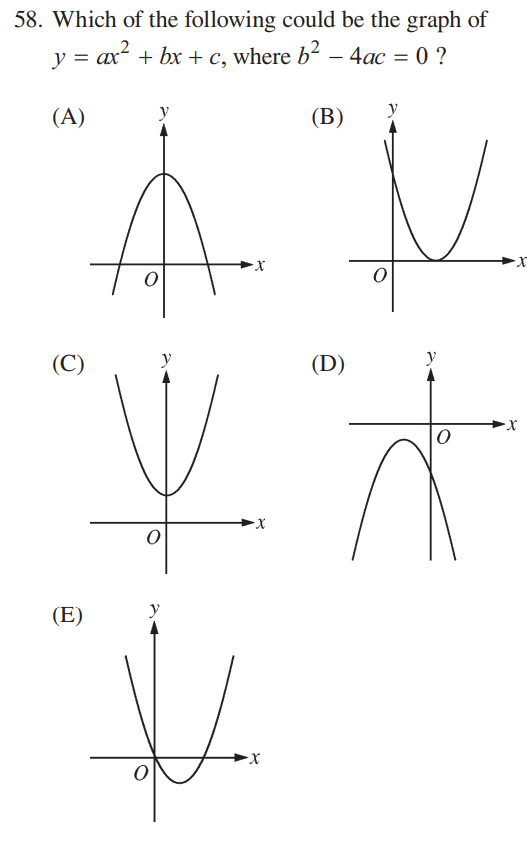 58. Which of the following could be the graph of
y = ax² + bx + c, where b² – 4ac = 0 ?
(A)
y
x
O
(B)
y
x
O
(C)
y
x
O
(D)
y
x
O
(E)
y
x
O